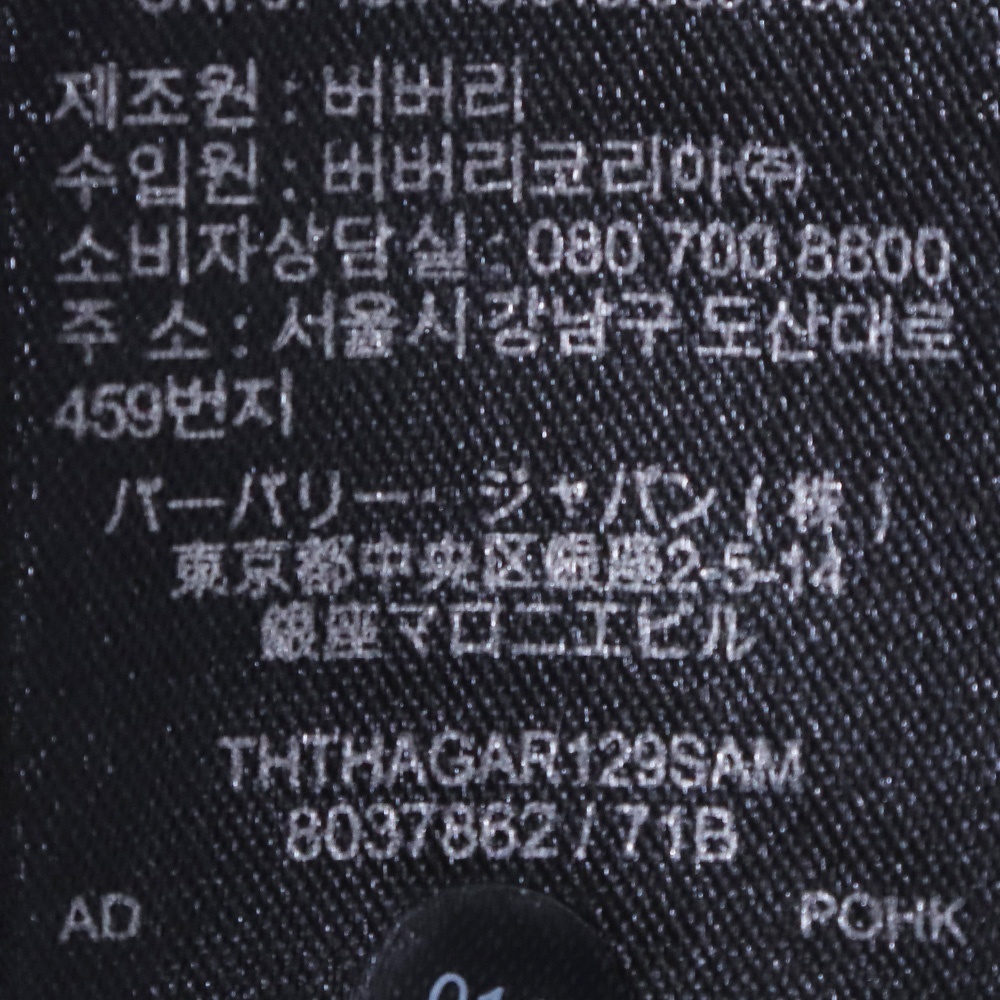 제조원 : 버버리
수입원 : 버버리코리아㈜
소비자상담실 : 080 700 8800
주 소 : 서울시 강남구 도산대로
459번지
バーバリー・ジャパン ( 株 )
東京都中央区銀座2-5-14
銀座マロニエビル
THTHAGAR129SAM
8037862 / 71B
AD
POHK